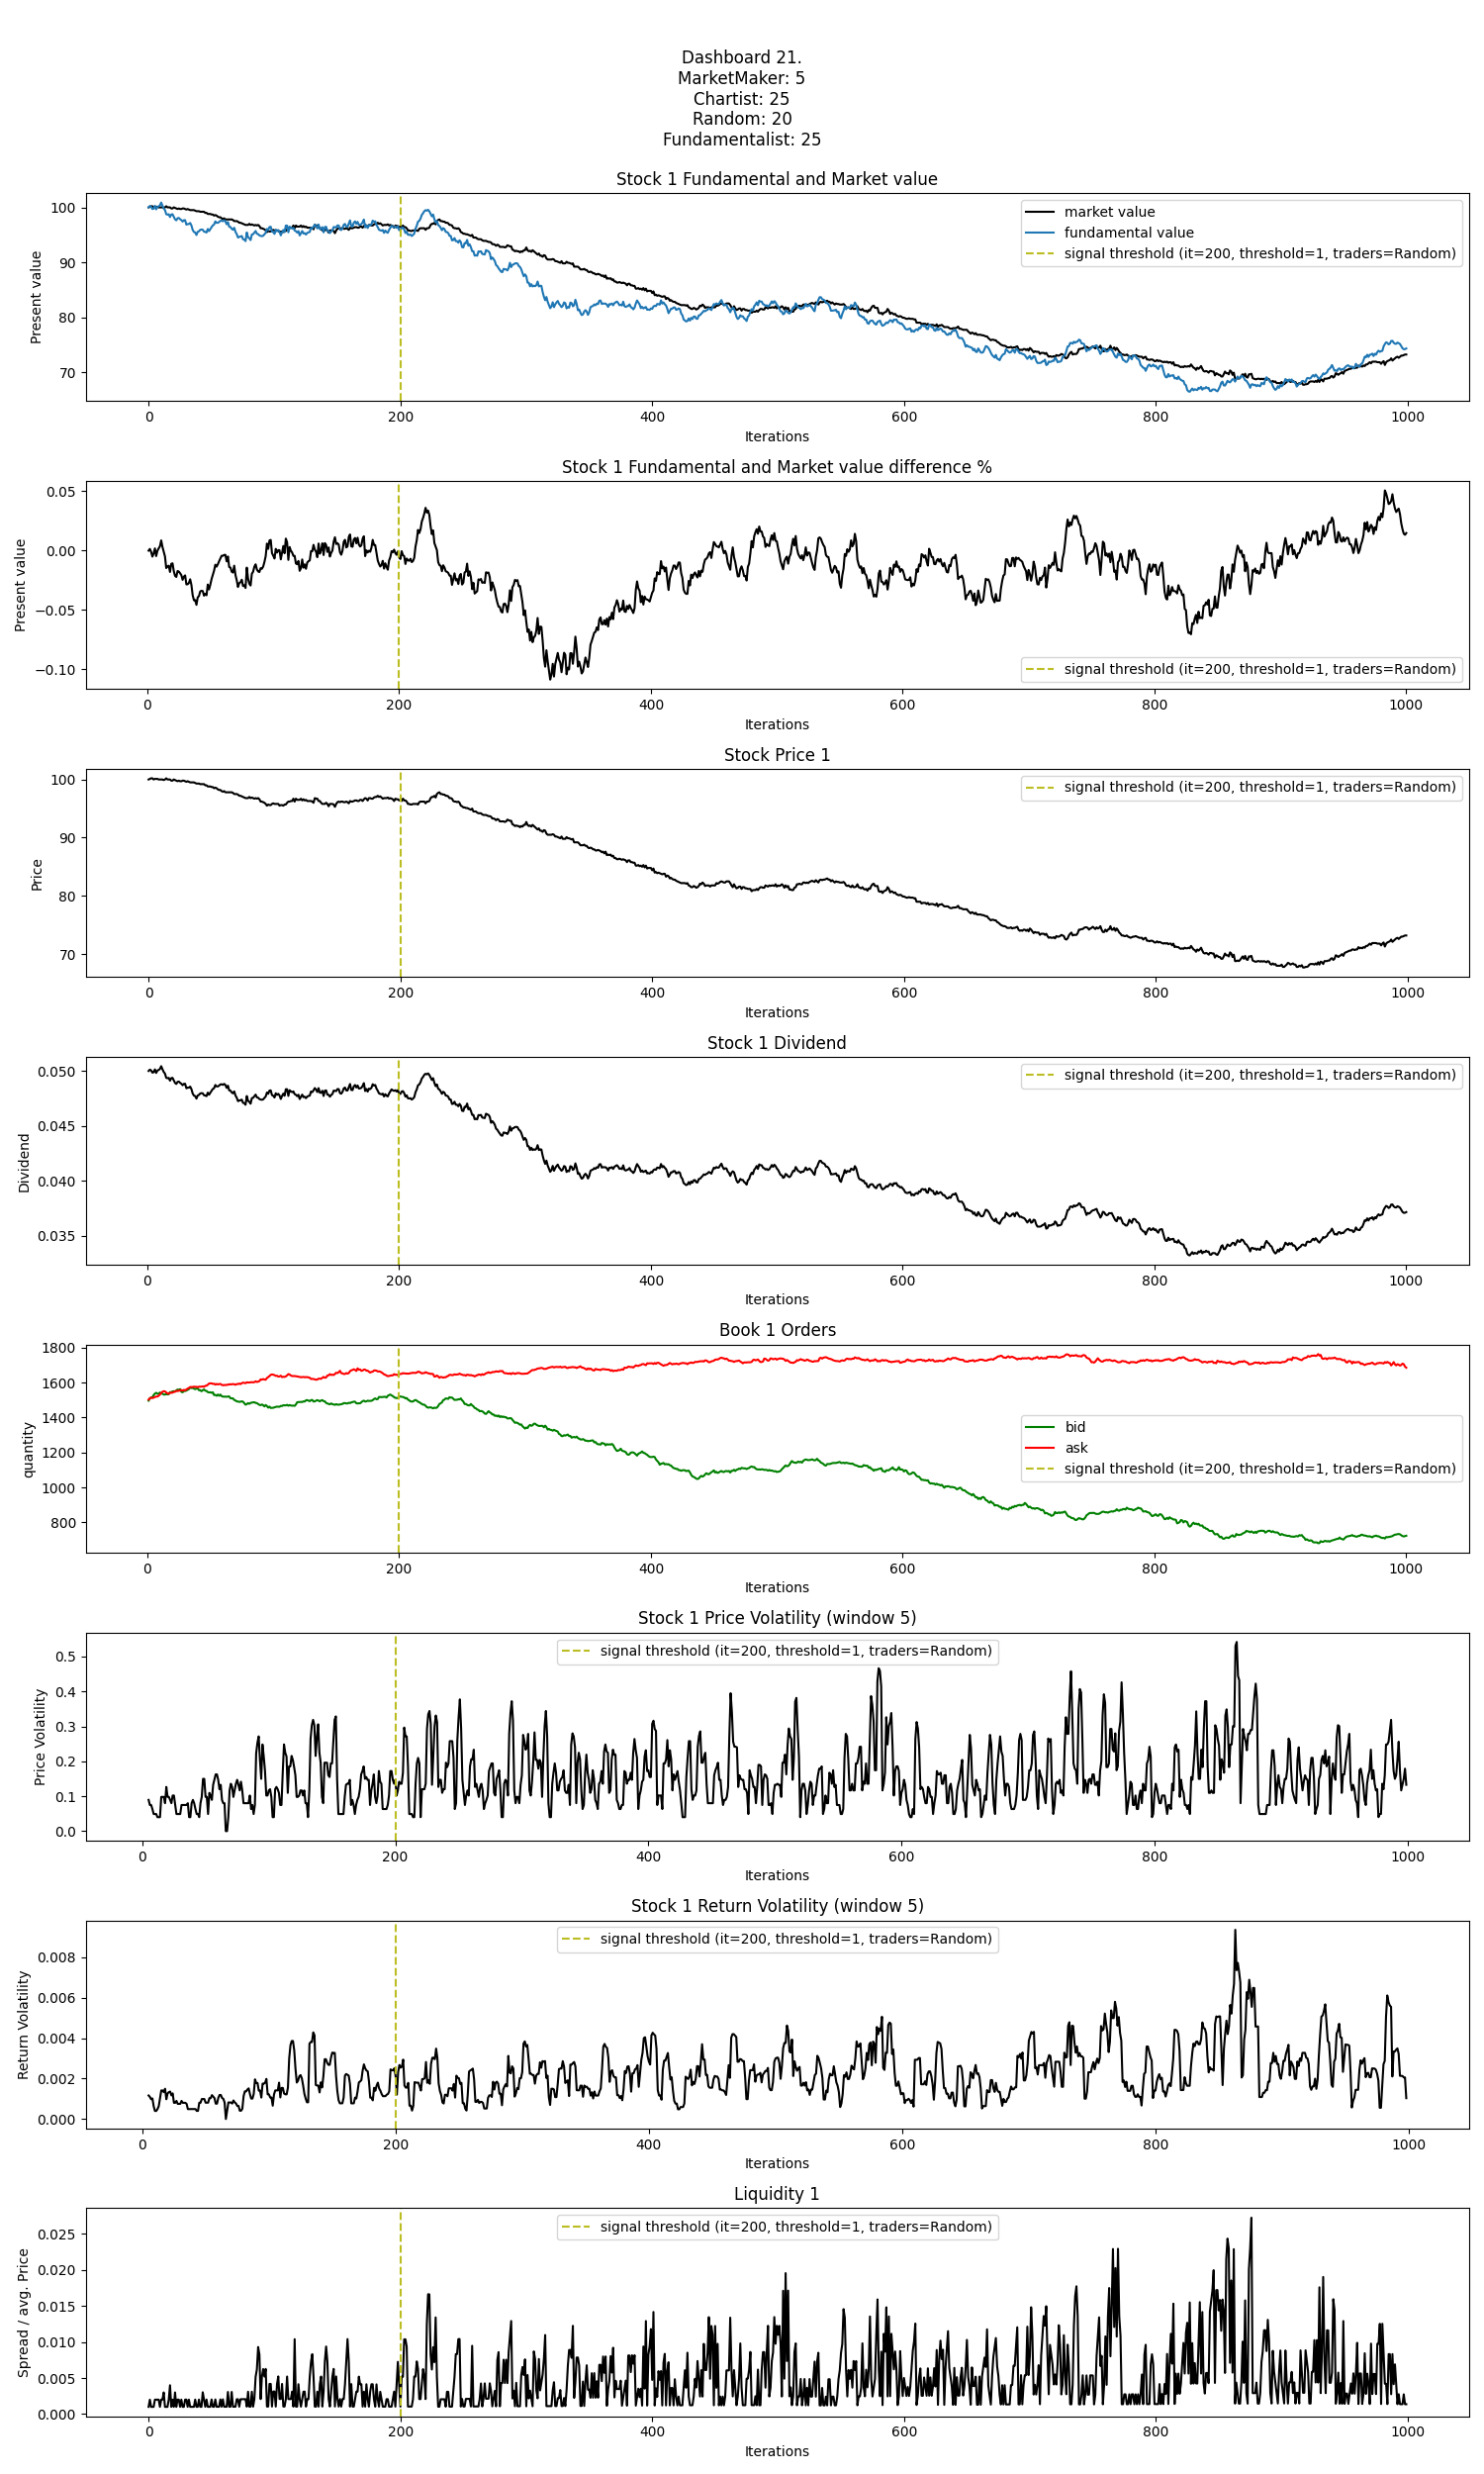 Dashboard 21.
MarketMaker: 5
Chartist: 25
Random: 20
Fundamentalist: 25
Stock 1 Fundamental and Market value
Present value
100
90
80
70
market value
fundamental value
signal threshold (it=200, threshold=1, traders=Random)
0 200 400 600 800 1000
Iterations
Stock 1 Fundamental and Market value difference %
Present value
0.05
0.00
−0.05
−0.10
signal threshold (it=200, threshold=1, traders=Random)
0 200 400 600 800 1000
Iterations
Stock Price 1
Price
100
90
80
70
signal threshold (it=200, threshold=1, traders=Random)
0 200 400 600 800 1000
Iterations
Stock 1 Dividend
Dividend
0.050
0.045
0.040
0.035
signal threshold (it=200, threshold=1, traders=Random)
0 200 400 600 800 1000
Iterations
Book 1 Orders
quantity
1800
1600
1400
1200
1000
800
bid
ask
signal threshold (it=200, threshold=1, traders=Random)
0 200 400 600 800 1000
Iterations
Stock 1 Price Volatility (window 5)
Price Volatility
0.5
0.4
0.3
0.2
0.1
0.0
signal threshold (it=200, threshold=1, traders=Random)
0 200 400 600 800 1000
Iterations
Stock 1 Return Volatility (window 5)
Return Volatility
0.008
0.006
0.004
0.002
0.000
signal threshold (it=200, threshold=1, traders=Random)
0 200 400 600 800 1000
Iterations
Liquidity 1
Spread / avg. Price
0.025
0.020
0.015
0.010
0.005
0.000
signal threshold (it=200, threshold=1, traders=Random)
0 200 400 600 800 1000
Iterations